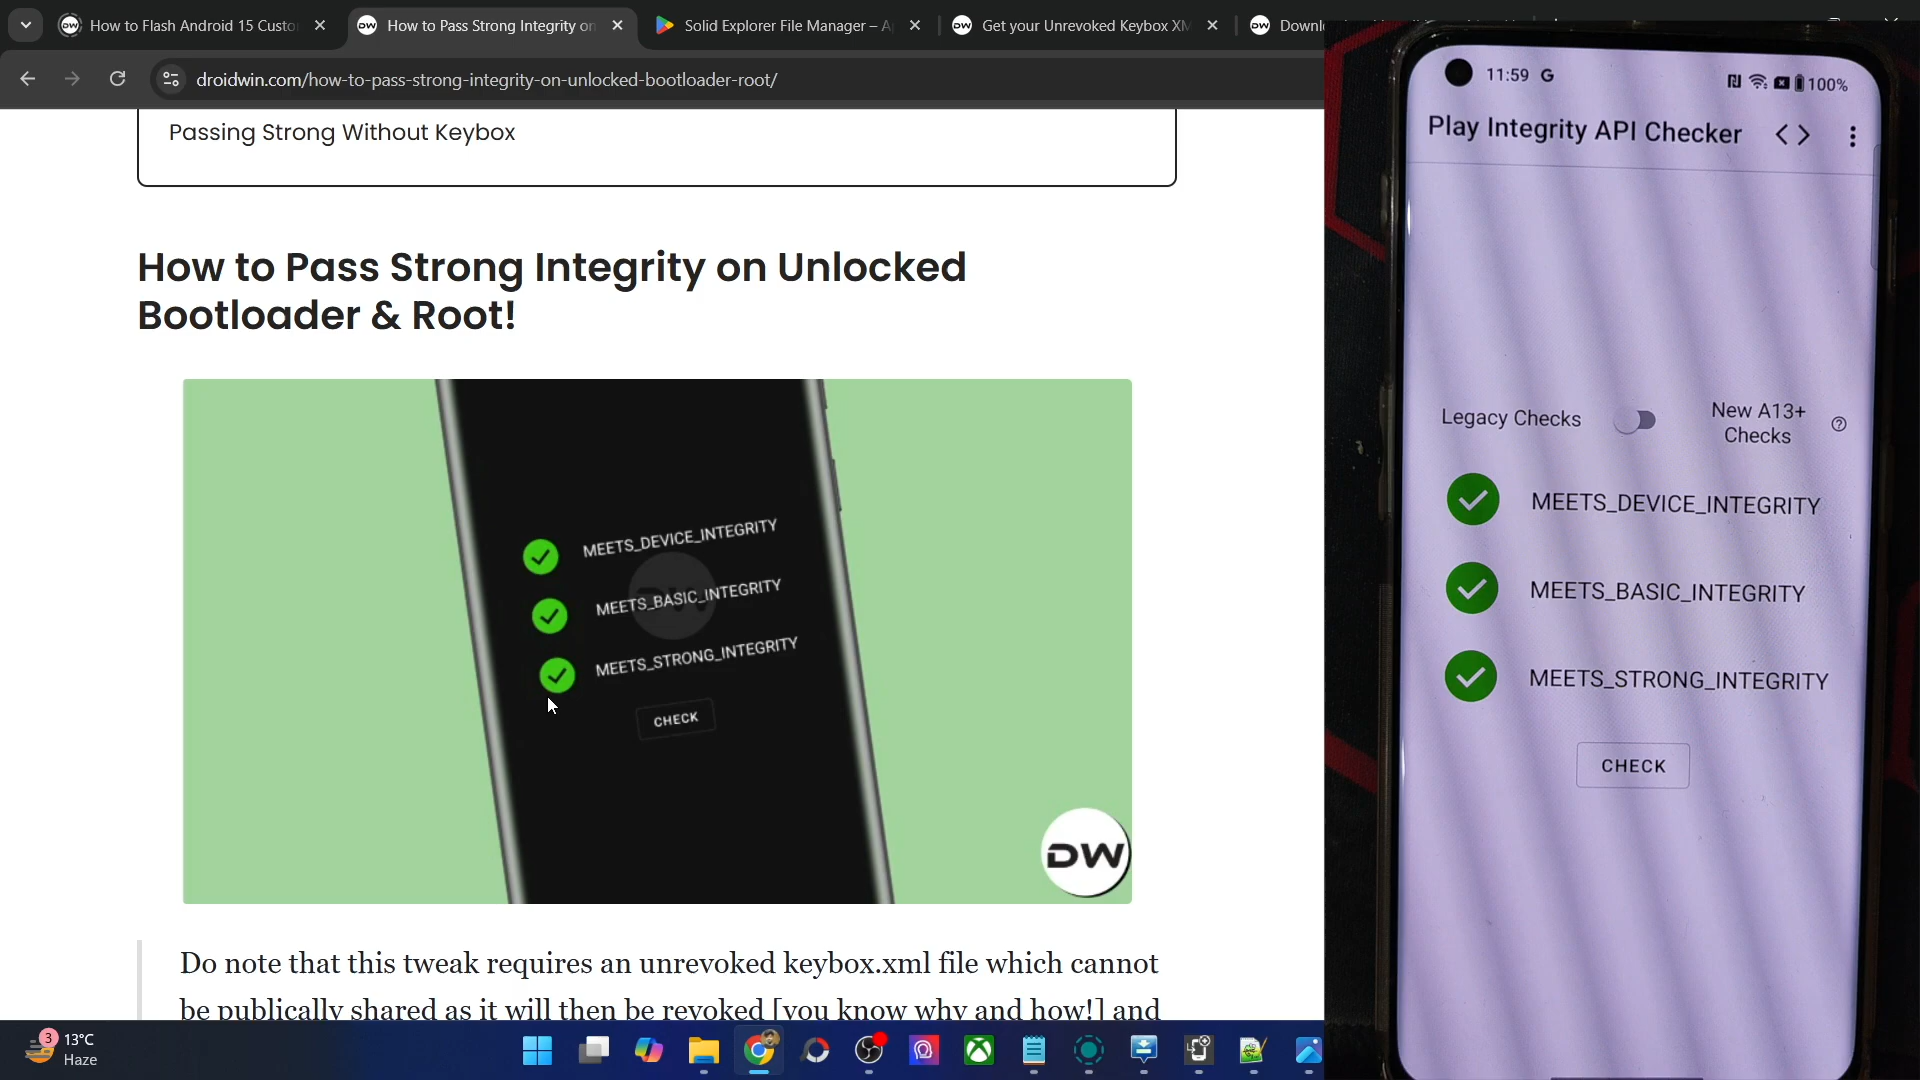 How to Flash Android 15 Custo
How to Pass Strong Integrity on
Solid Explorer File Manager – A
Get your Unrevoked Keybox XM
droidwin.com/how-to-pass-strong-integrity-on-unlocked-bootloader-root/
Passing Strong Without Keybox
How to Pass Strong Integrity on Unlocked
Bootloader & Root!
MEETS_DEVICE_INTEGRITY
MEETS_BASIC_INTEGRITY
MEETS_STRONG_INTEGRITY
CHECK
DW
Do note that this tweak requires an unrevoked keybox.xml file which cannot
be publically shared as it will then be revoked [you know why and how!] and
3
13°C
Haze
11:59 G
100%
Play Integrity API Checker
Legacy Checks
New A13+
Checks
MEETS_DEVICE_INTEGRITY
MEETS_BASIC_INTEGRITY
MEETS_STRONG_INTEGRITY
CHECK